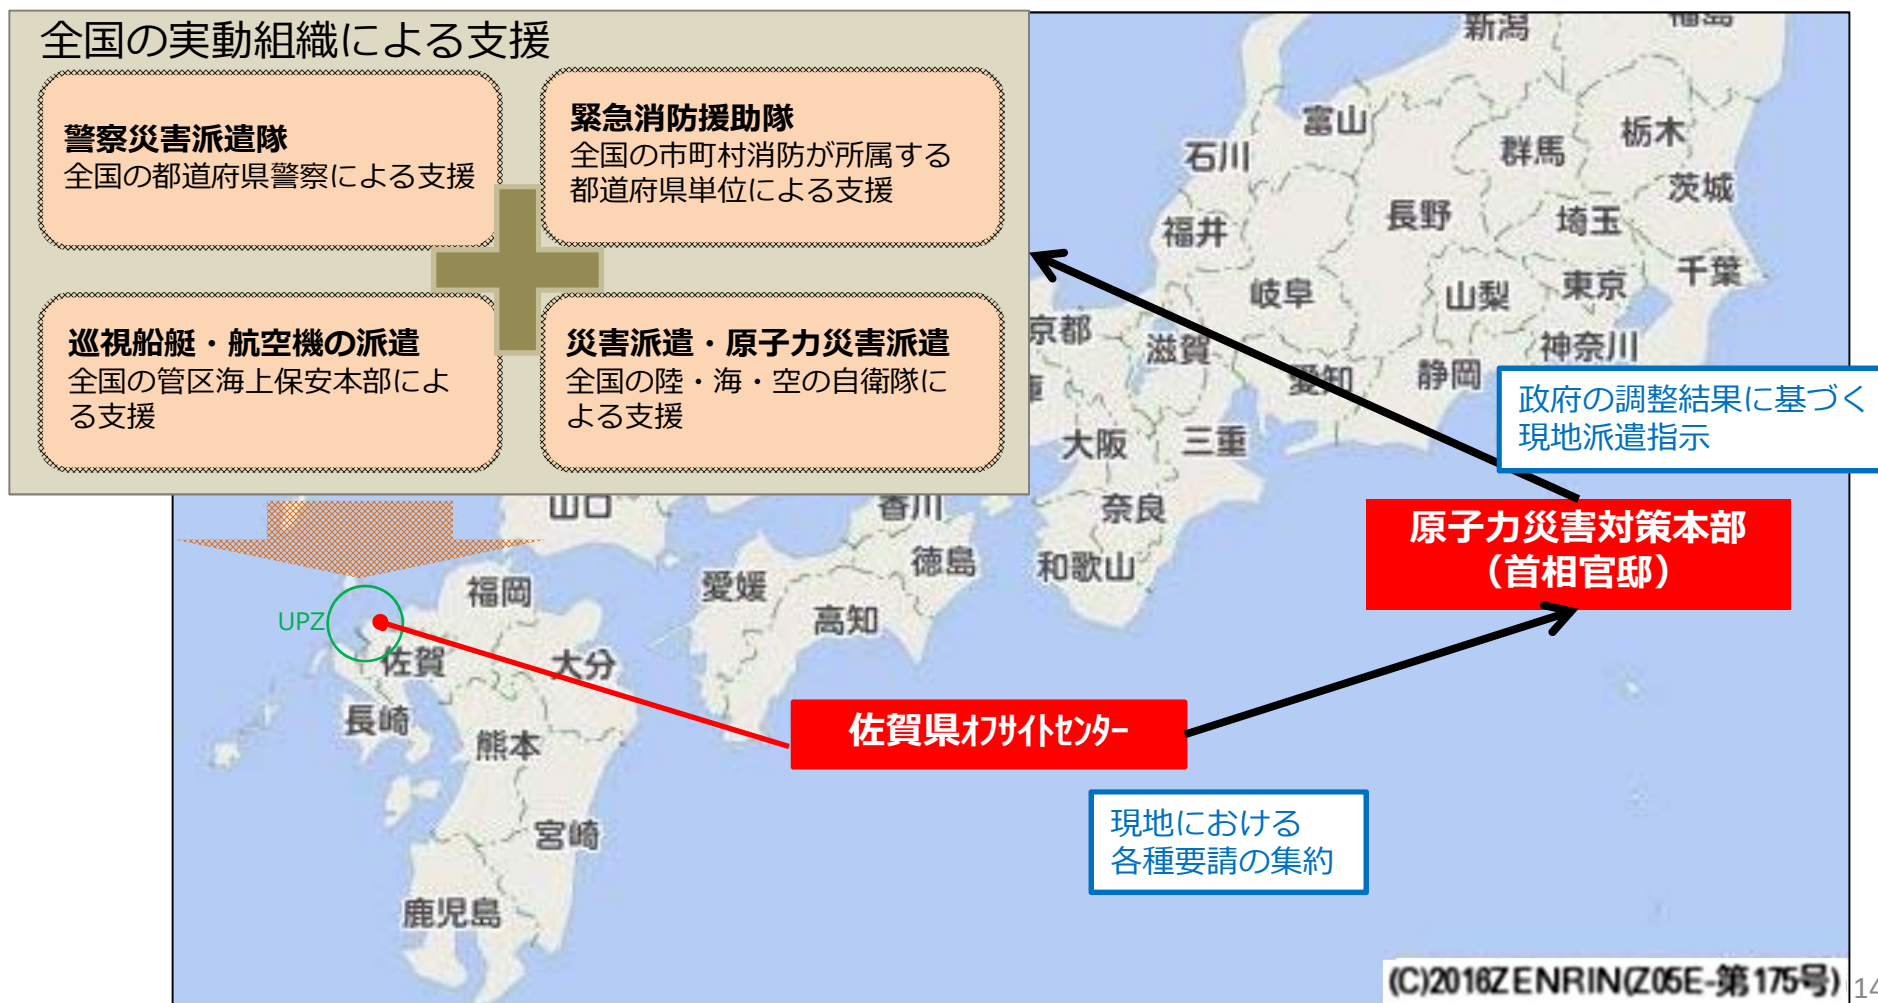 全国の実動組織による支援
警察災害派遣隊
全国の都道府県警察による支援
緊急消防援助隊
全国の市町村消防が所属する
都道府県単位による支援
巡視船艇・航空機の派遣
全国の管区海上保安本部によ
る支援
災害派遣・原子力災害派遣
全国の陸・海・空の自衛隊に
よる支援
新潟
福島
富山
石川
群馬
栃木
茨城
福井
長野
埼玉
岐阜
山梨
東京
千葉
京都
滋賀
愛知
静岡
神奈川
庫
大阪
三重
政府の調整結果に基づく
現地派遣指示
山口
香川
奈良
原子力災害対策本部
（首相官邸）
福岡
愛媛
徳島
和歌山
UPZ
高知
佐賀
大分
長崎
熊本
佐賀県ｵﾌｻｲﾄｾﾝﾀｰ
宮崎
現地における
各種要請の集約
鹿児島
(C)2016ZENRIN(Z05E-第175号)
14